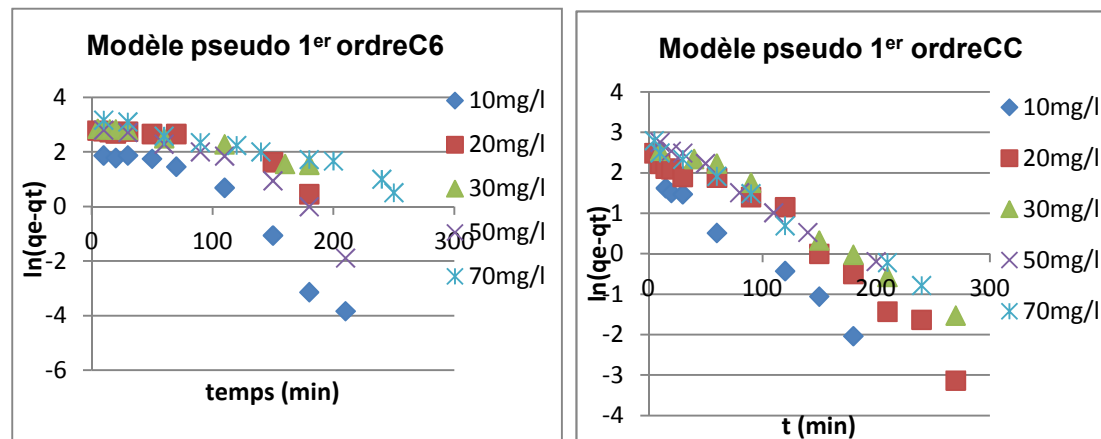 Modèle pseudo 1er ordreC6
4
2
0
-2
-4
-6
0
100
200
300
ln(qe-qt)
temps (min)
10mg/l
20mg/l
30mg/l
50mg/l
70mg/l
Modèle pseudo 1er ordreCC
4
3
2
1
0
-1
-2
-3
-4
0
100
200
300
ln(qe-qt)
t (min)
10mg/l
20mg/l
30mg/l
50mg/l
70mg/l